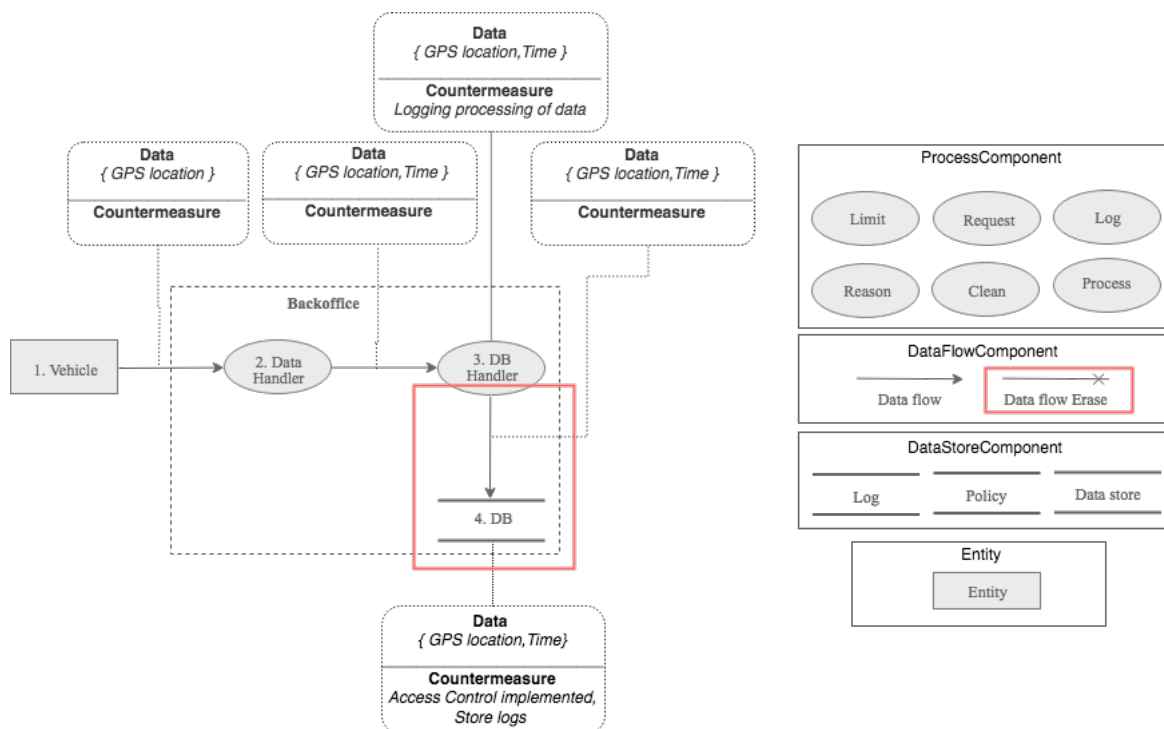 Data
{ GPS location,Time }
Countermeasure
Logging processing of data
Data
{ GPS location }
Countermeasure
Data
{ GPS location,Time }
Countermeasure
Data
{ GPS location,Time }
Countermeasure
Backoffice
1. Vehicle
2. Data
Handler
3. DB
Handler
4. DB
Data
{ GPS location,Time}
Countermeasure
Access Control implemented,
Store logs
ProcessComponent
Limit
Request
Log
Reason
Clean
Process
DataFlowComponent
Data flow
Data flow Erase
DataStoreComponent
Log
Policy
Data store
Entity
Entity